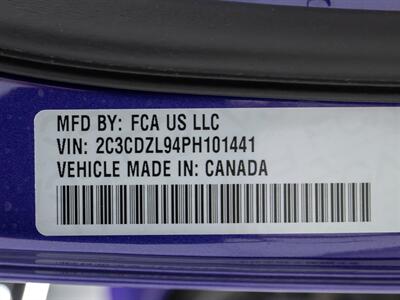 MFD BY: FCA US LLC
VIN: 2C3CDZL94PH101441
VEHICLE MADE IN: CANADA